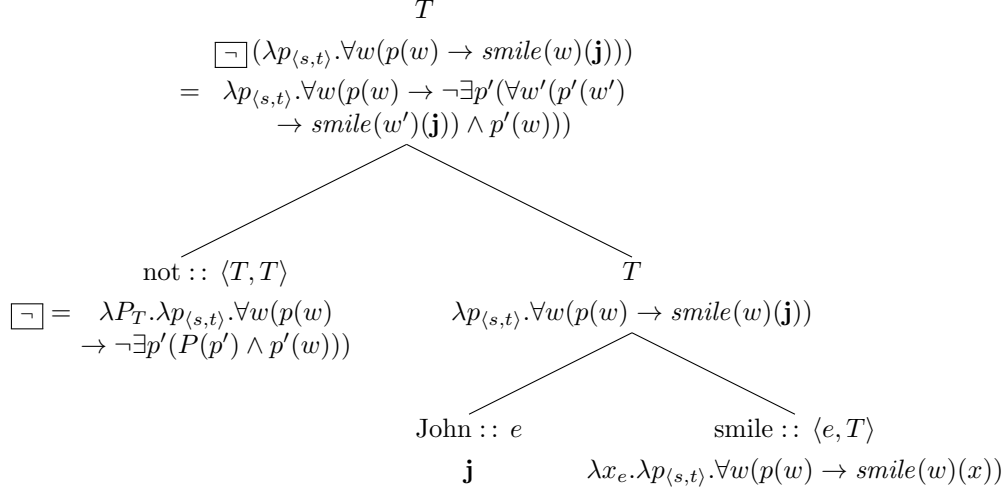 T
¬ (λp⟨s,t⟩.∀w(p(w) → smile(w)(j)))
= λp⟨s,t⟩.∀w(p(w) → ¬∃p′(∀w′(p′(w′)
→ smile(w′)(j)) ∧ p′(w)))
not :: ⟨T, T⟩ T
¬ = λP_T.λp⟨s,t⟩.∀w(p(w) λp⟨s,t⟩.∀w(p(w) → smile(w)(j))
→ ¬∃p′(P(p′) ∧ p′(w)))
John :: e smile :: ⟨e, T⟩
j λx_e.λp⟨s,t⟩.∀w(p(w) → smile(w)(x))